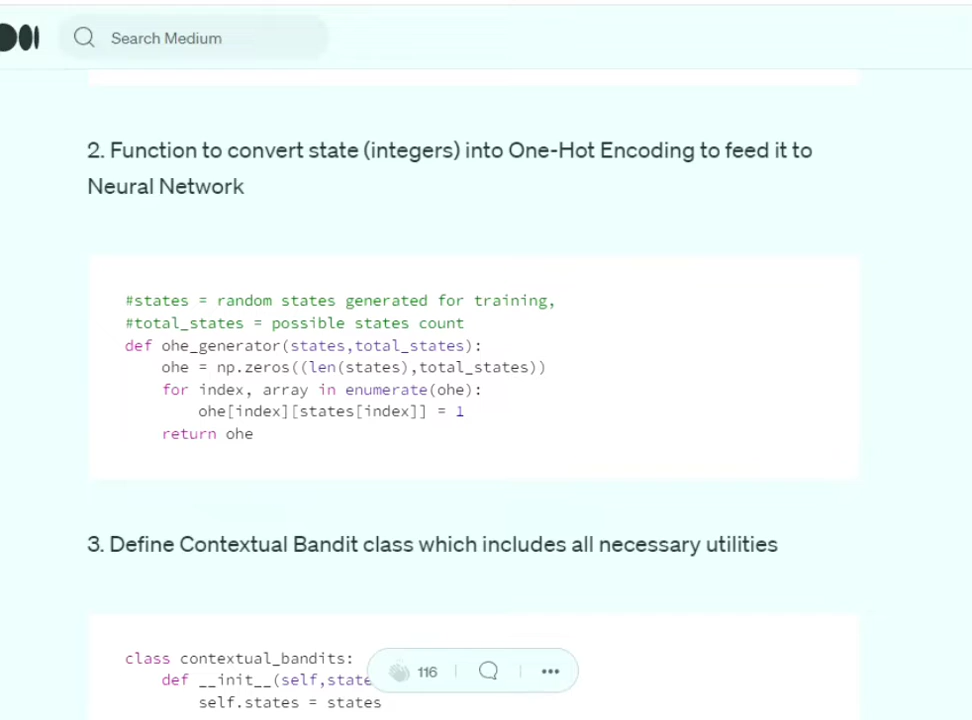 Search Medium
2. Function to convert state (integers) into One-Hot Encoding to feed it to
Neural Network
#states = random states generated for training,
#total_states = possible states count
def ohe_generator(states,total_states):
    ohe = np.zeros((len(states),total_states))
    for index, array in enumerate(ohe):
        ohe[index][states[index]] = 1
    return ohe
3. Define Contextual Bandit class which includes all necessary utilities
class contextual_bandits:
    def __init__(self,state
        self.states = states
116